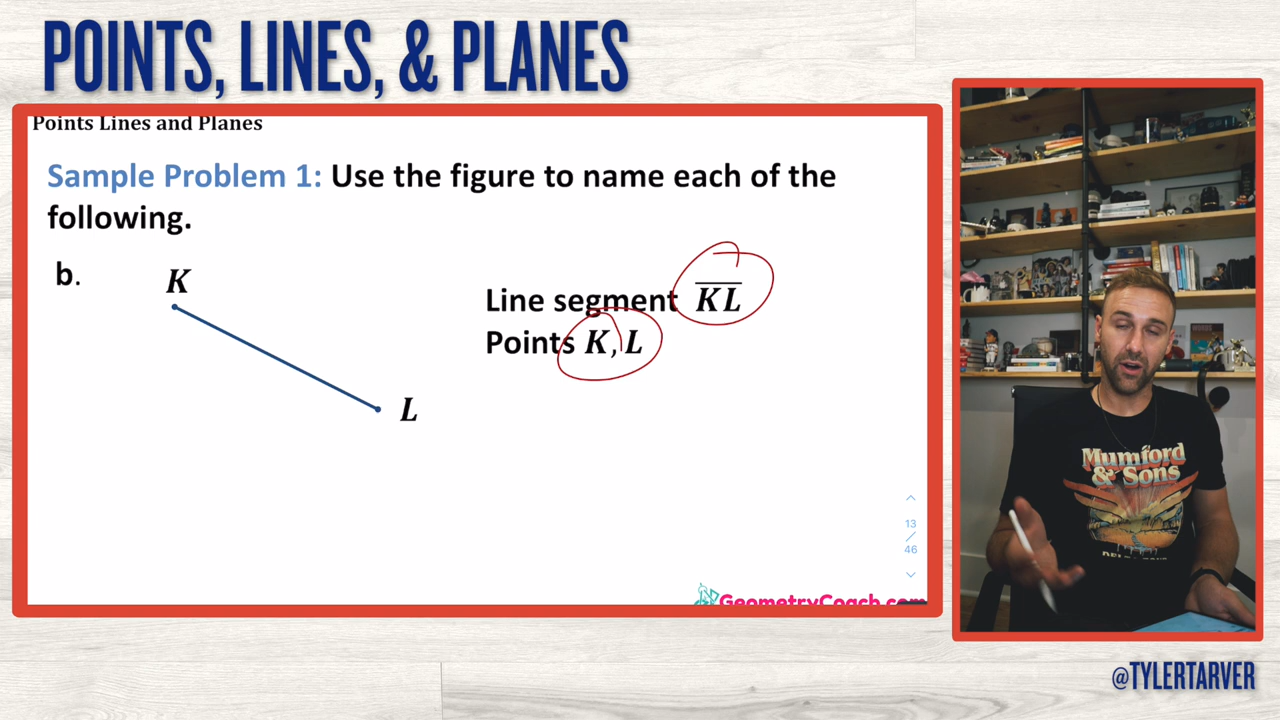 POINTS, LINES, & PLANES
Points Lines and Planes
Sample Problem 1: Use the figure to name each of the
following.
b.
K
L
Line segment K̅L̅
Points K, L
13
/
46
GeometryCoach.com
Mumford
& Sons
@TYLERTARVER